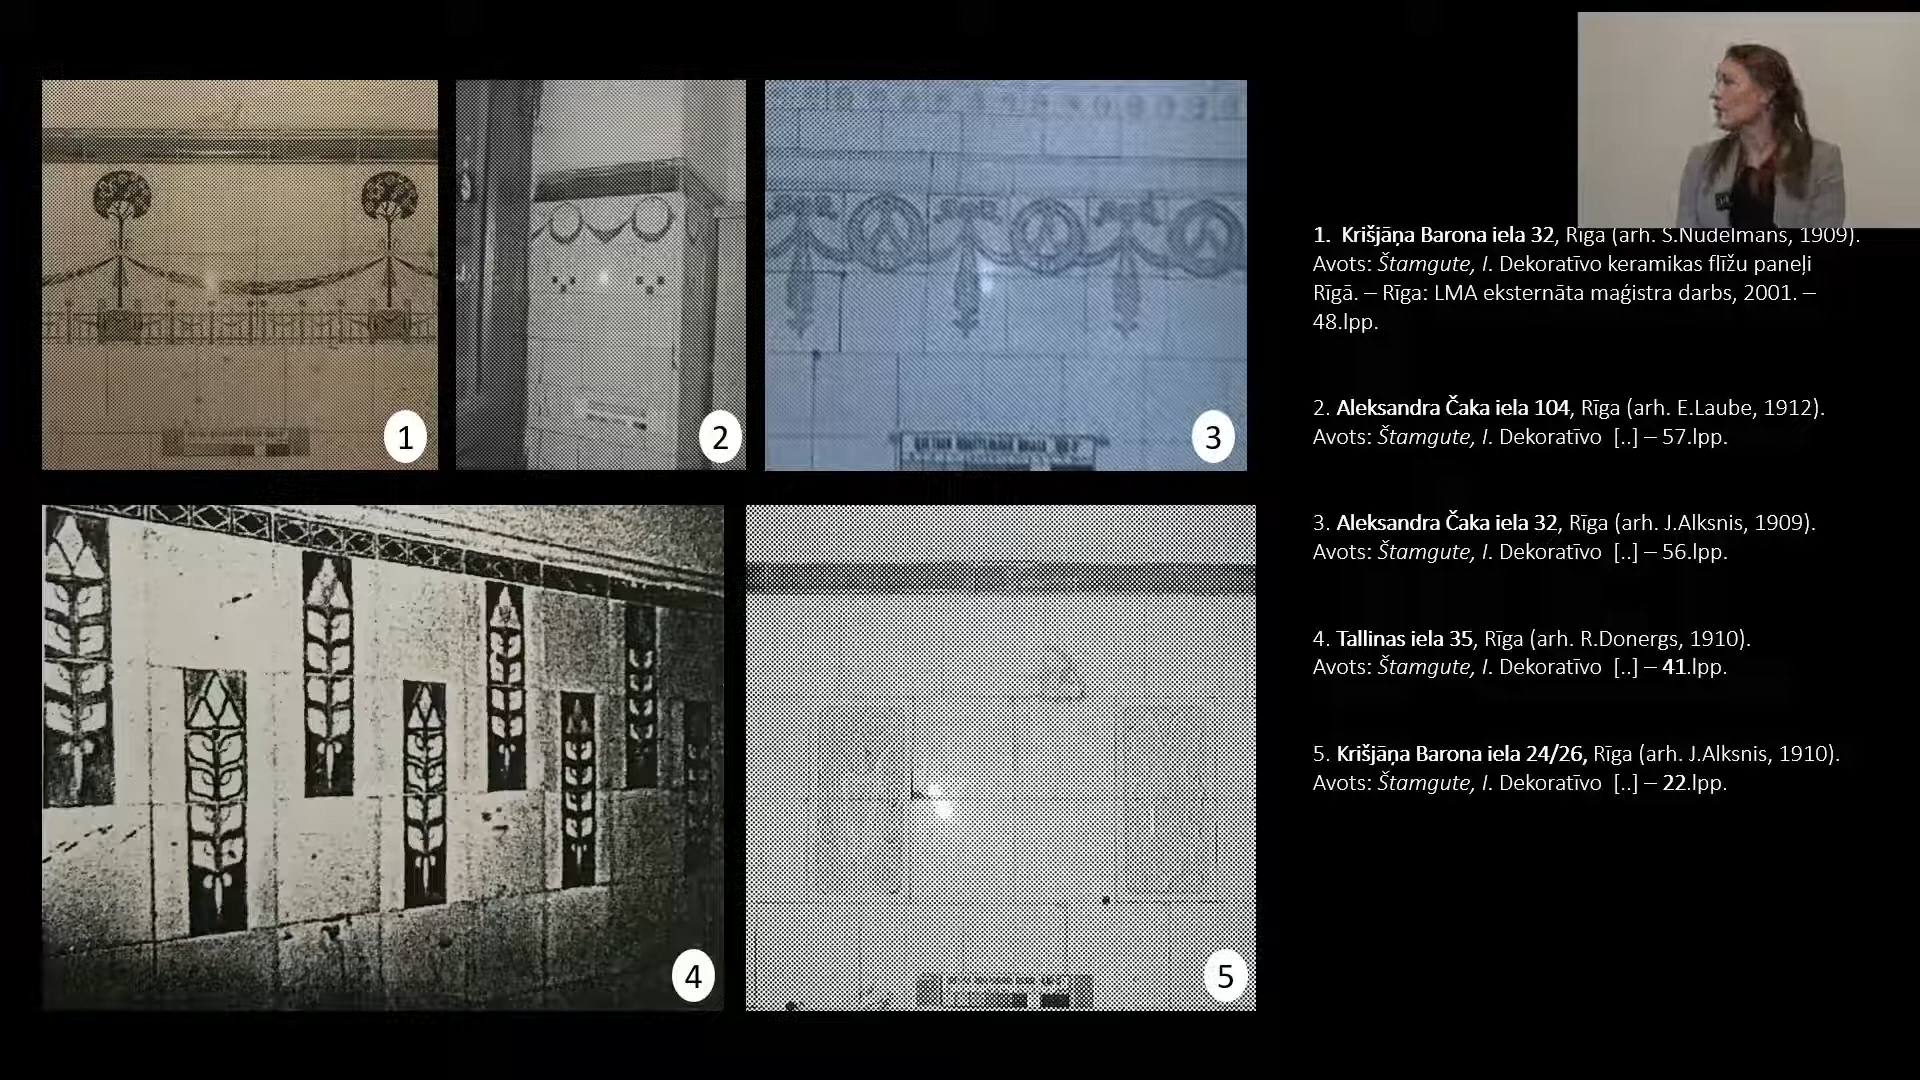 1
2
3
1. Krišjāņa Barona iela 32, Rīga (arh. S.Nudelmans, 1909).
Avots: Štamgute, I. Dekoratīvo keramikas flīžu paneļi
Rīgā. – Rīga: LMA eksternāta maģistra darbs, 2001. –
48.lpp.
2. Aleksandra Čaka iela 104, Rīga (arh. E.Laube, 1912).
Avots: Štamgute, I. Dekoratīvo [..] – 57.lpp.
3. Aleksandra Čaka iela 32, Rīga (arh. J.Alksnis, 1909).
Avots: Štamgute, I. Dekoratīvo [..] – 56.lpp.
4. Tallinas iela 35, Rīga (arh. R.Donergs, 1910).
Avots: Štamgute, I. Dekoratīvo [..] – 41.lpp.
5. Krišjāņa Barona iela 24/26, Rīga (arh. J.Alksnis, 1910).
Avots: Štamgute, I. Dekoratīvo [..] – 22.lpp.
4
5